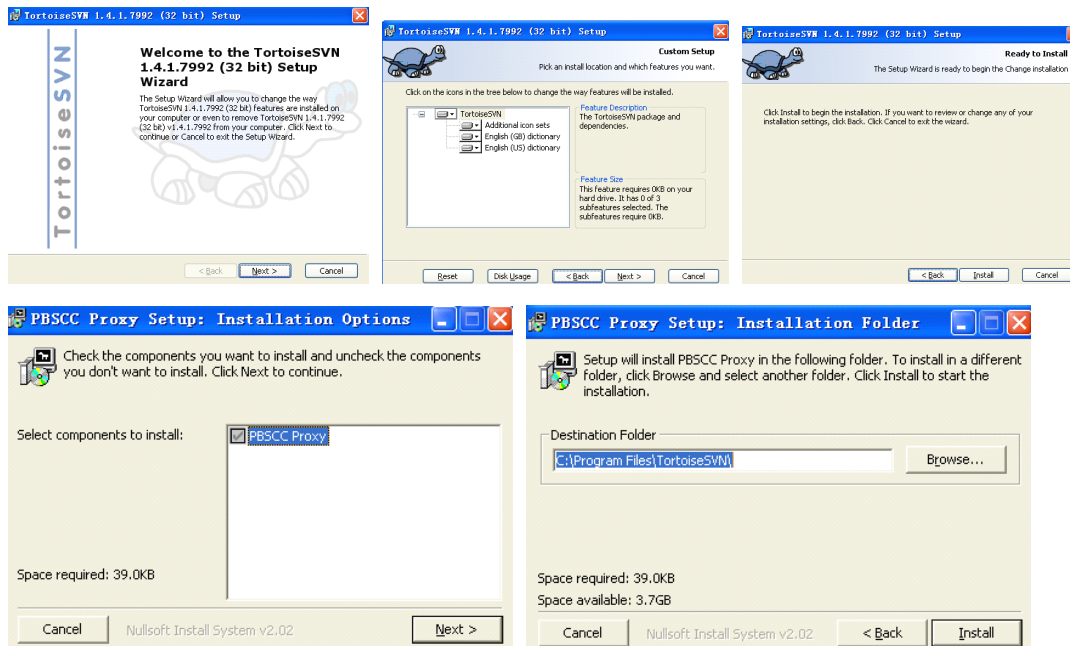 TortoiseSVN 1.4.1.7992 (32 bit) Setup
TortoiseSVN
Welcome to the TortoiseSVN
1.4.1.7992 (32 bit) Setup
Wizard
The Setup Wizard will allow you to change the way
TortoiseSVN 1.4.1.7992 (32 bit) features are installed on
your computer or even to remove TortoiseSVN 1.4.1.7992
(32 bit) v1.4.1.7992 from your computer. Click Next to
continue or Cancel to exit the Setup Wizard.
< Back Next > Cancel
TortoiseSVN 1.4.1.7992 (32 bit) Setup
Custom Setup
Pick an install location and which features you want.
Click on the icons in the tree below to change the way features will be installed.
TortoiseSVN
Additional icon sets
English (GB) dictionary
English (US) dictionary
Feature Description
The TortoiseSVN package and
dependencies.
Feature Size
This feature requires 0KB on your
hard drive. It has 0 of 3
subfeatures selected. The
subfeatures require 0KB.
Reset Disk Usage < Back Next > Cancel
TortoiseSVN 1.4.1.7992 (32 bit) Setup
Ready to Install
The Setup Wizard is ready to begin the Change installation
Click Install to begin the installation. If you want to review or change any of your
installation settings, click Back. Click Cancel to exit the wizard.
< Back Install Cancel
PBSCC Proxy Setup: Installation Options
Check the components you want to install and uncheck the components
you don't want to install. Click Next to continue.
Select components to install:
PBSCC Proxy
Space required: 39.0KB
Cancel Nullsoft Install System v2.02 Next >
PBSCC Proxy Setup: Installation Folder
Setup will install PBSCC Proxy in the following folder. To install in a different
folder, click Browse and select another folder. Click Install to start the
installation.
Destination Folder
C:\Program Files\TortoiseSVN\
Browse...
Space required: 39.0KB
Space available: 3.7GB
Cancel Nullsoft Install System v2.02 < Back Install